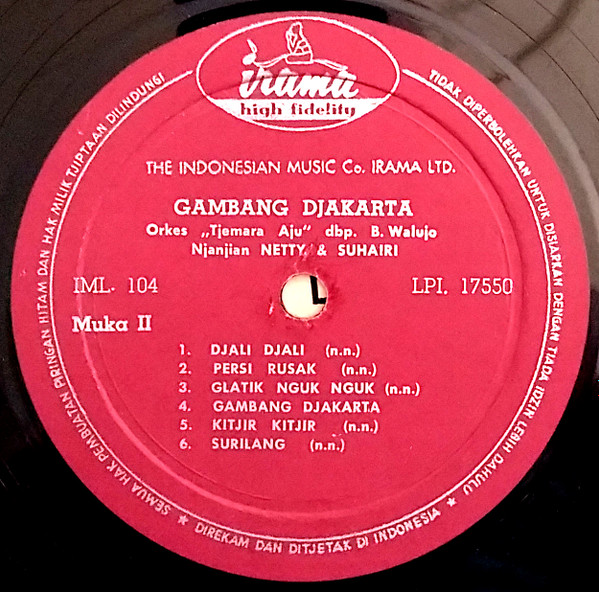 irama
high fidelity
THE INDONESIAN MUSIC Co. IRAMA LTD.
GAMBANG DJAKARTA
Orkes „Tjemara Aju" dbp. B. Walujo
Njanjian NETTY & SUHAIRI
IML. 104
LPI. 17550
Muka II
1. DJALI DJALI (n.n.)
2. PERSI RUSAK (n.n.)
3. GLATIK NGUK NGUK (n.n.)
4. GAMBANG DJAKARTA
5. KITJIR KITJIR (n.n.)
6. SURILANG (n.n.)
SEMUA HAK PEMBUATAN PIRINGAN HITAM DAN HAK MILIK TJIPTAAN DILINDUNGI
TIDAK DIPERBOLEHKAN UNTUK DISIARKAN DENGAN TIADA IDZIN LEBIH DAHULU
★ DIREKAM DAN DITJETAK DI INDONESIA ★